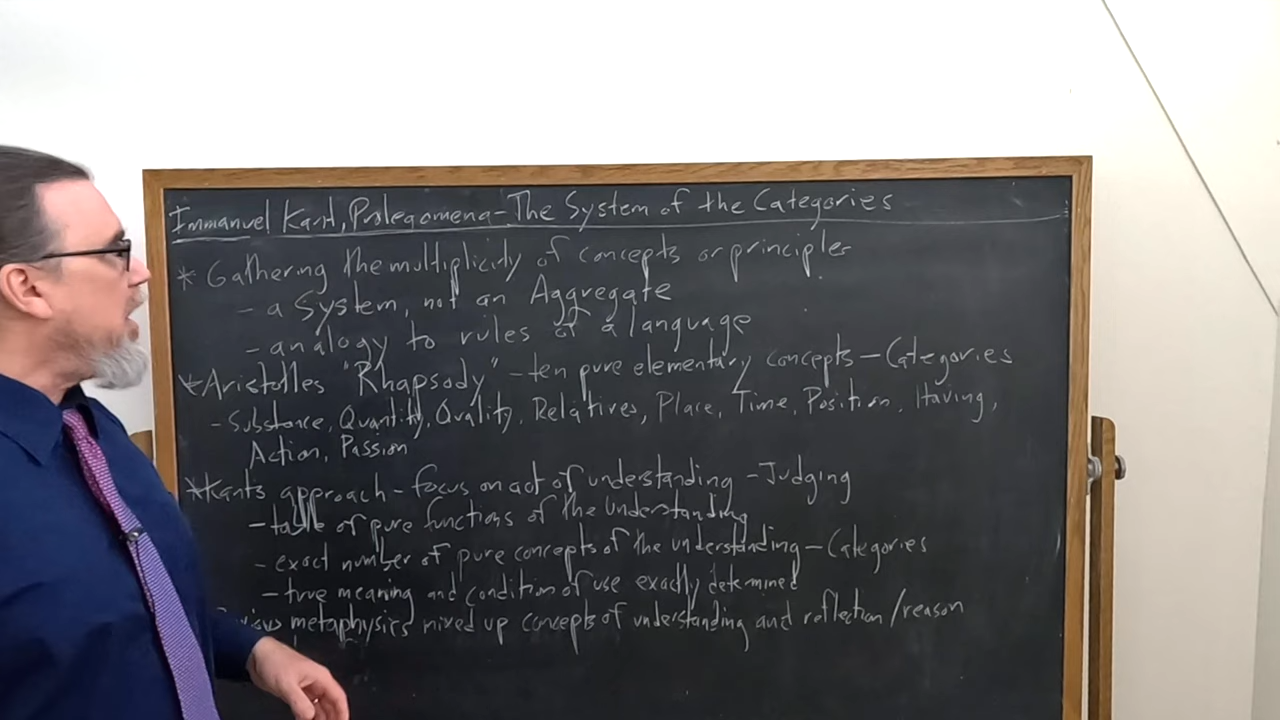 Immanuel Kant, Prolegomena - The System of the Categories
* Gathering the multiplicity of concepts or principles
- a System, not an Aggregate
- analogy to rules of a language
* Aristotles "Rhapsody" - ten pure elementary concepts - Categories
- Substance, Quantity, Quality, Relatives, Place, Time, Position, Having,
Action, Passion
* Kants approach - focus on act of understanding - Judging
- table of pure functions of the Understanding
- exact number of pure concepts of the understanding - Categories
- true meaning and condition of use exactly determined
metaphysics mixed up concepts of understanding and reflection/reason